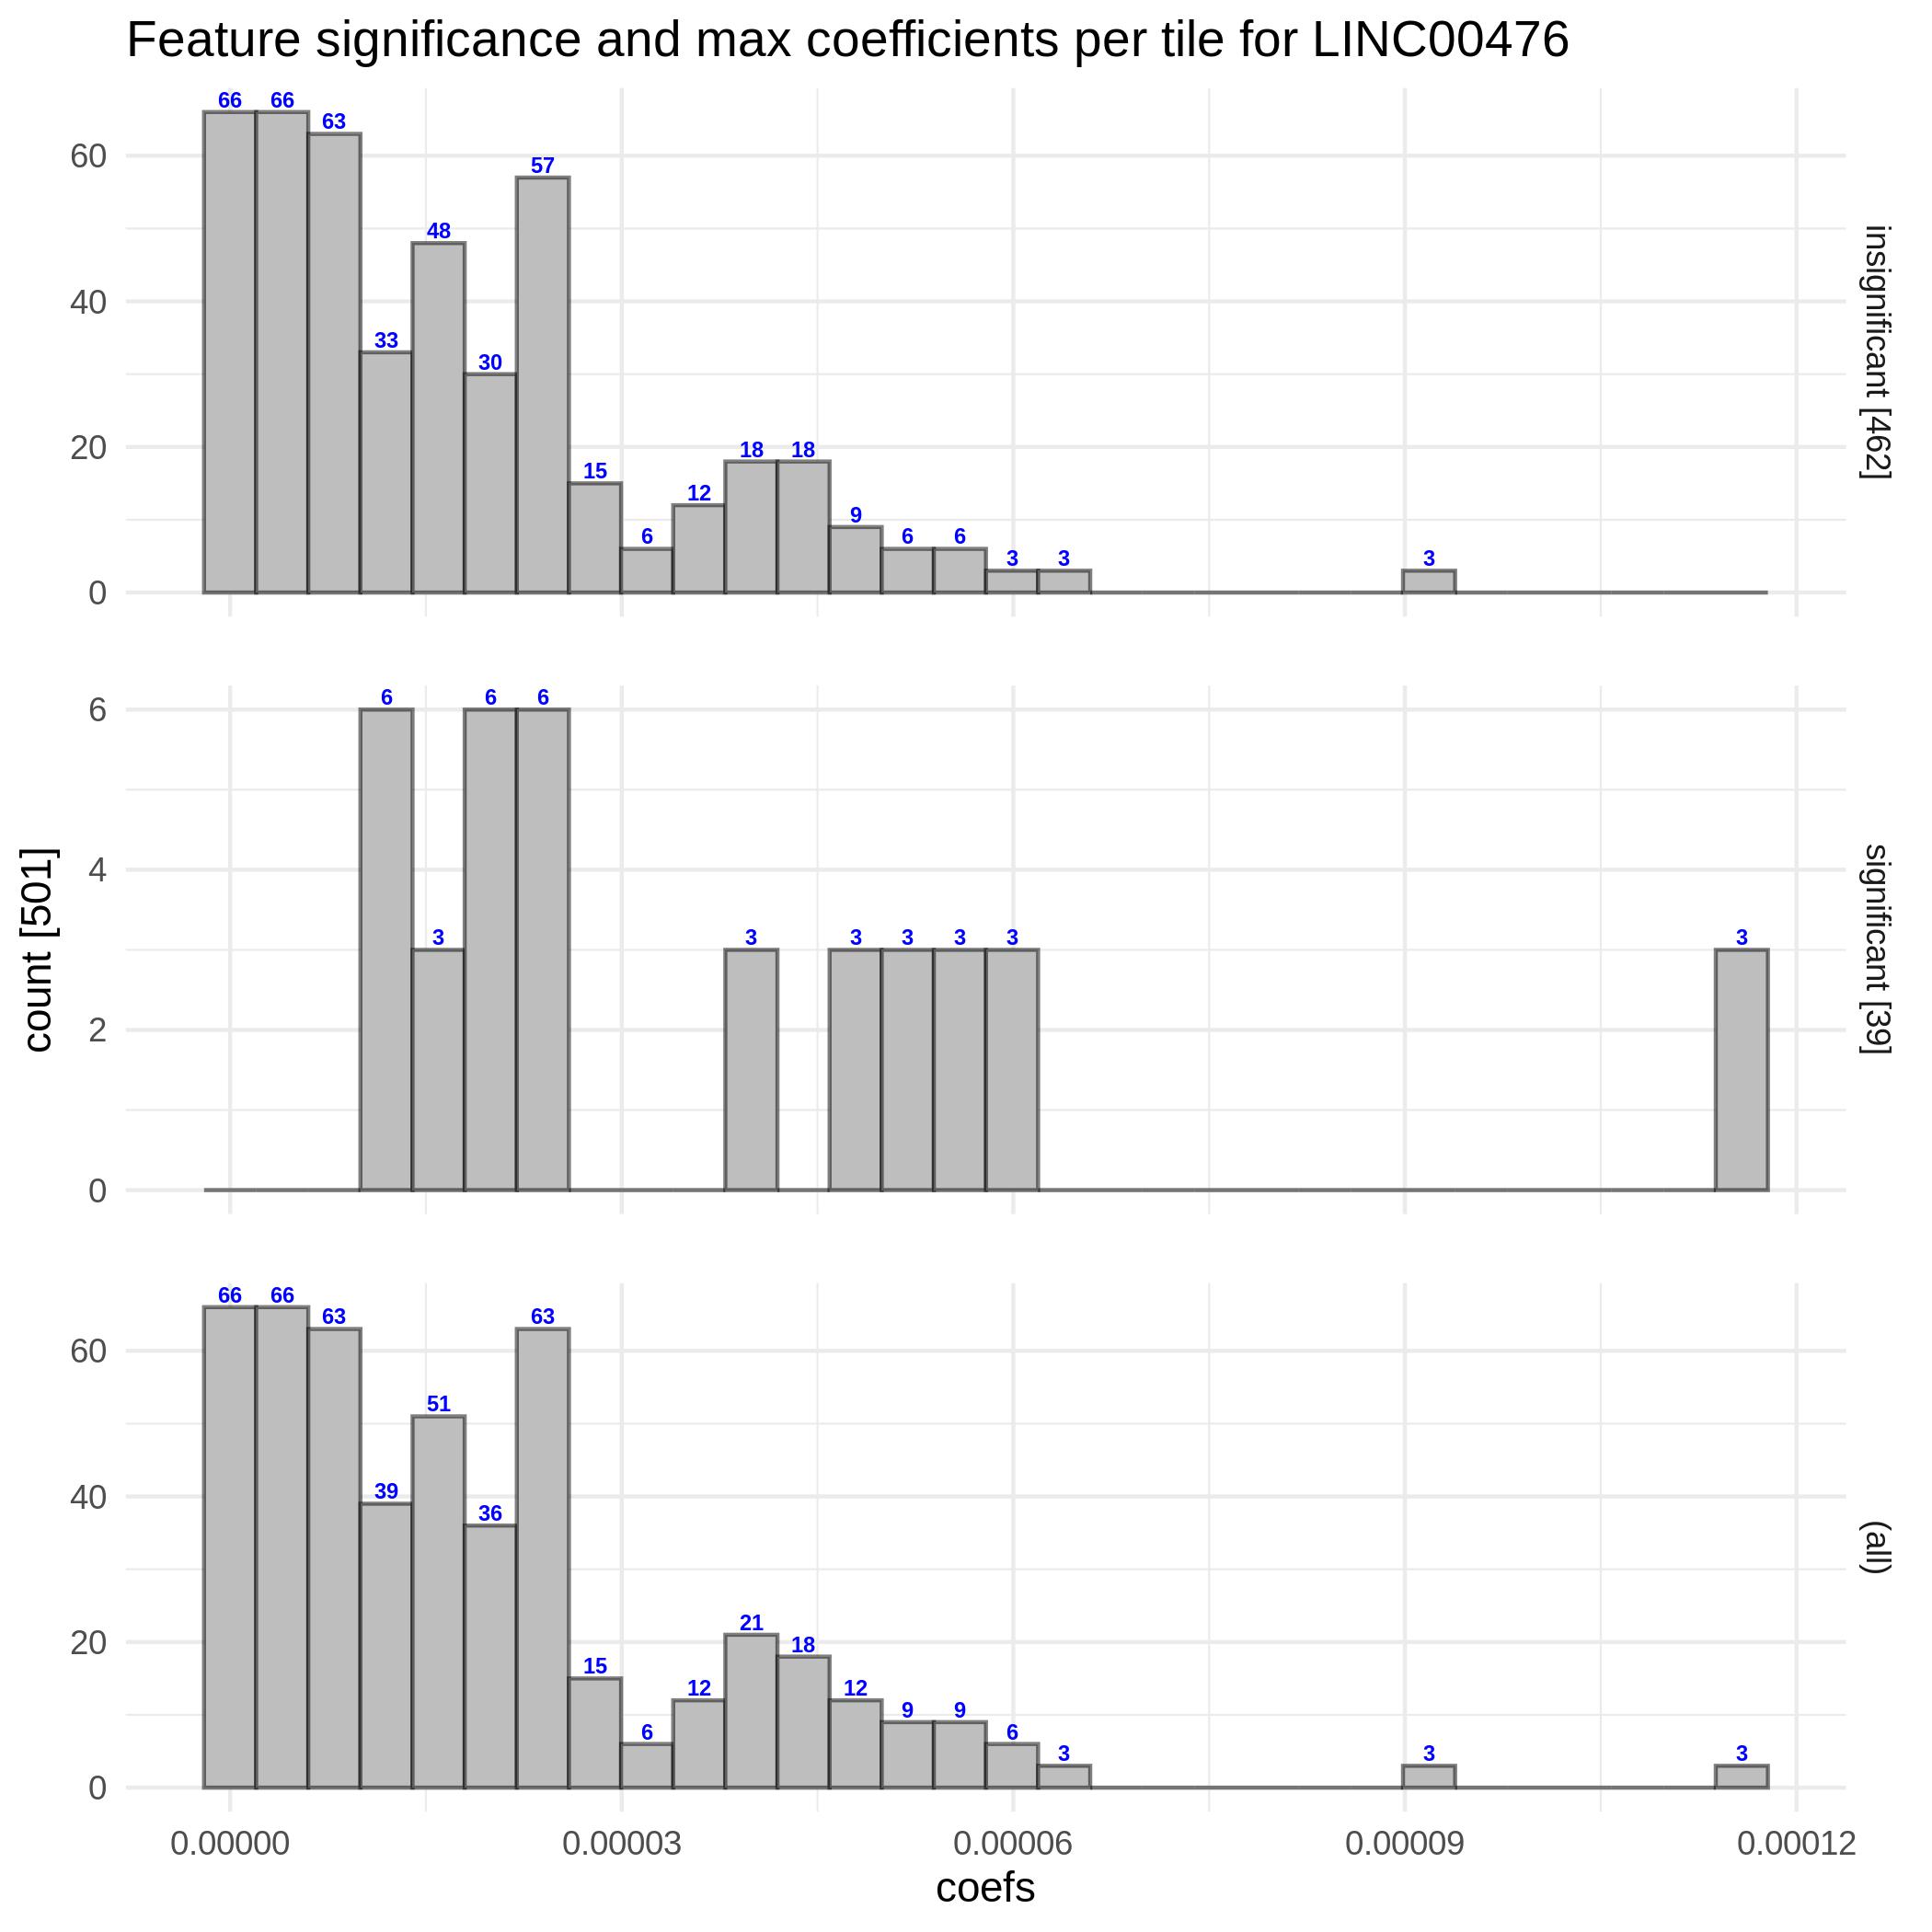 Feature significance and max coefficients per tile for LINC00476
66 66 63 33 48 30 57 15 6 12 18 18 9 6 6 3 3 3
60
40
20
0
insignificant [462]
6 3 6 6 3 3 3 3 3 3
6
4
2
0
significant [39]
count [501]
66 66 63 39 51 36 63 15 6 12 21 18 12 9 9 6 3 3 3
60
40
20
0
(all)
0.00000 0.00003 0.00006 0.00009 0.00012
coefs